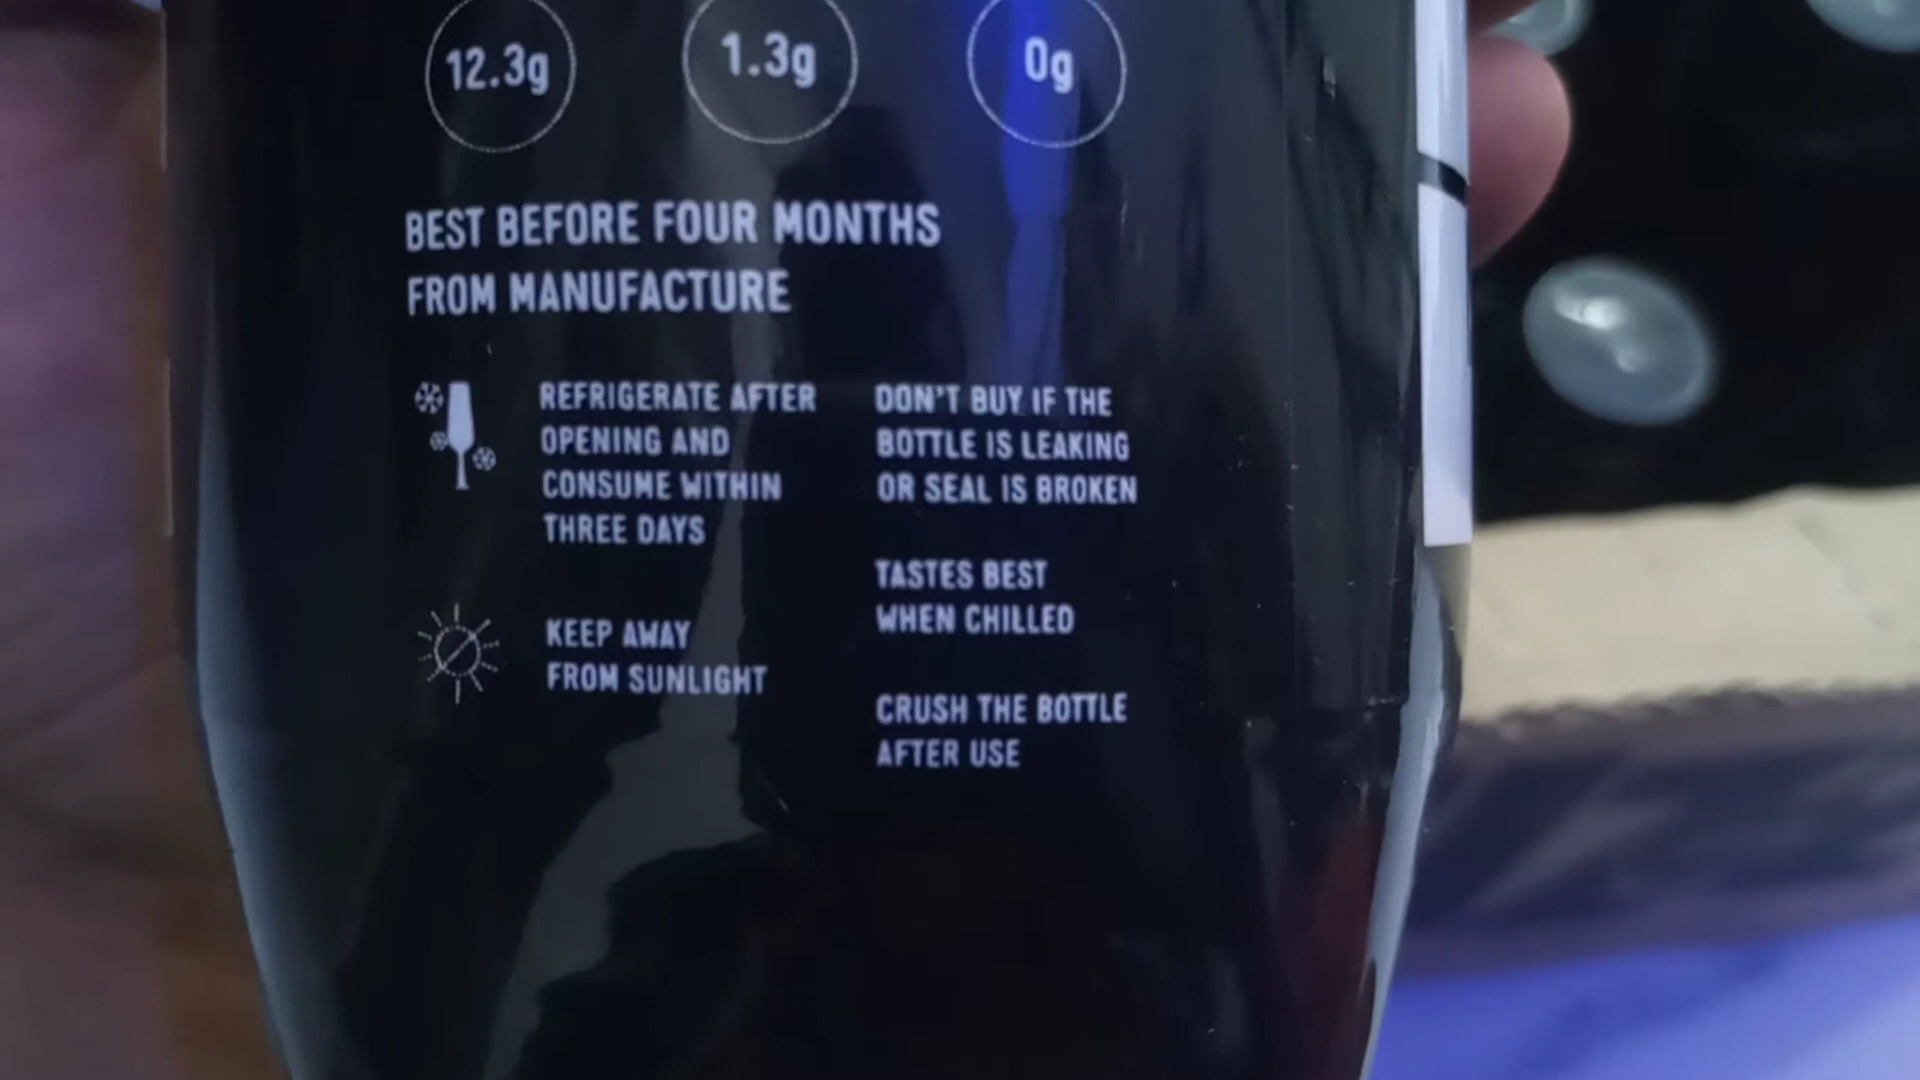 12.3g 1.3g 0g
BEST BEFORE FOUR MONTHS
FROM MANUFACTURE
REFRIGERATE AFTER
OPENING AND
CONSUME WITHIN
THREE DAYS
KEEP AWAY
FROM SUNLIGHT
DON'T BUY IF THE
BOTTLE IS LEAKING
OR SEAL IS BROKEN
TASTES BEST
WHEN CHILLED
CRUSH THE BOTTLE
AFTER USE